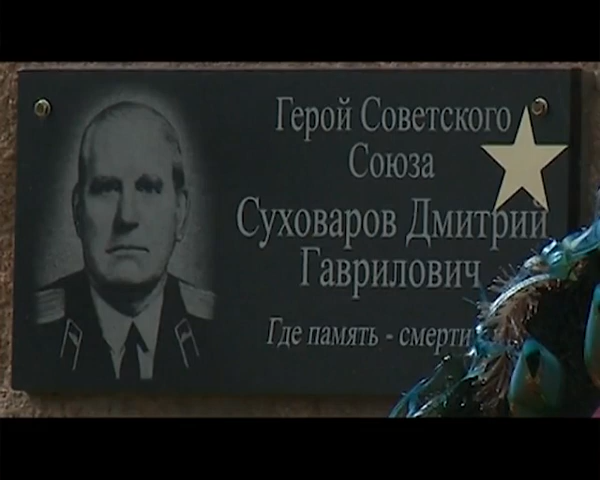 Герой Советского
Союза
Суховаров Дмитрий
Гаврилович
Где память - смерти